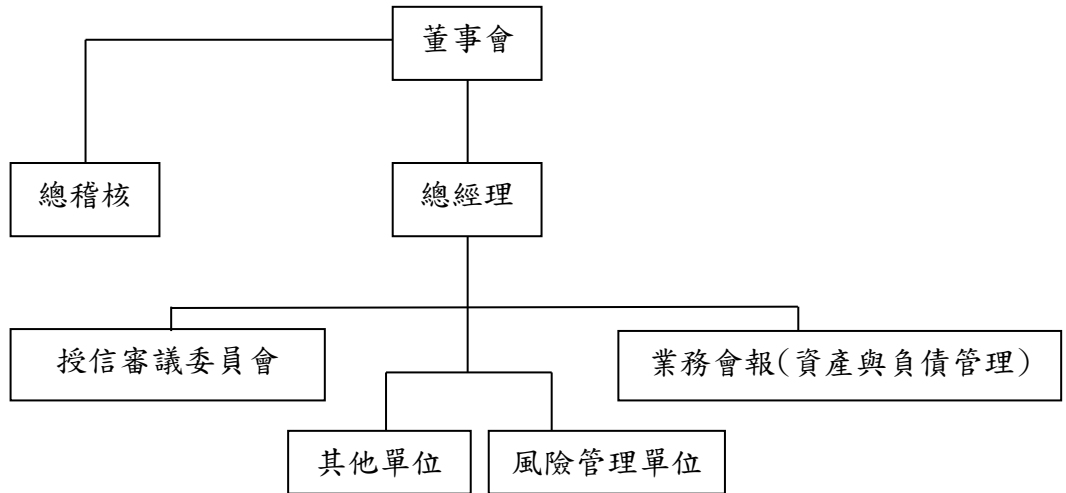 董事會
總稽核
總經理
授信審議委員會
業務會報(資產與負債管理)
其他單位
風險管理單位